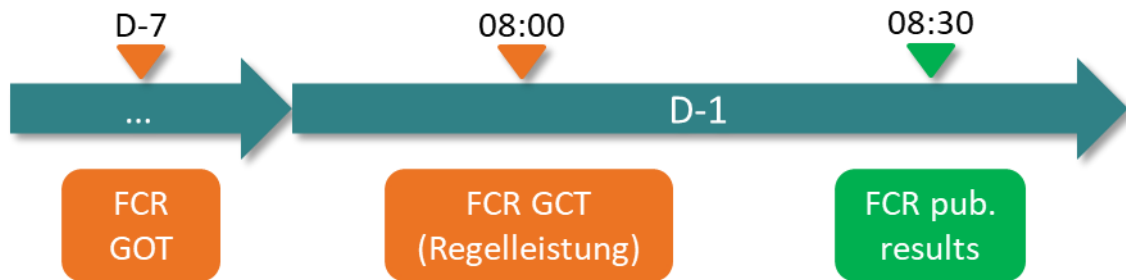 D-7
08:00
08:30
...
D-1
FCR
GOT
FCR GCT
(Regelleistung)
FCR pub.
results